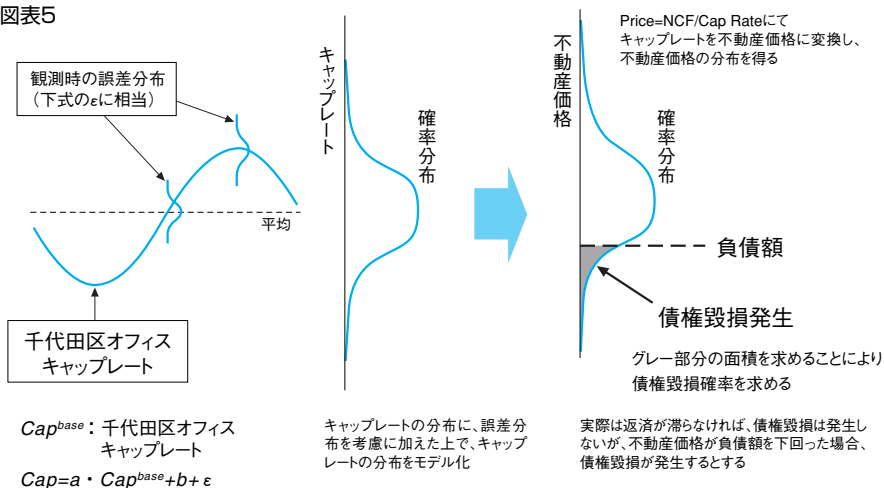 図表5
観測時の誤差分布
（下式のεに相当）
平均
千代田区オフィス
キャップレート
Cap^base：千代田区オフィス
キャップレート
Cap=a・Cap^base+b+ε
キャップレート
確率分布
キャップレートの分布に、誤差分
布を考慮に加えた上で、キャップ
レートの分布をモデル化
Price=NCF/Cap Rateにて
キャップレートを不動産価格に変換し、
不動産価格の分布を得る
不動産価格
確率分布
負債額
債権毀損発生
グレー部分の面積を求めることにより
債権毀損確率を求める
実際は返済が滞らなければ、債権毀損は発生し
ないが、不動産価格が負債額を下回った場合、
債権毀損が発生するとする